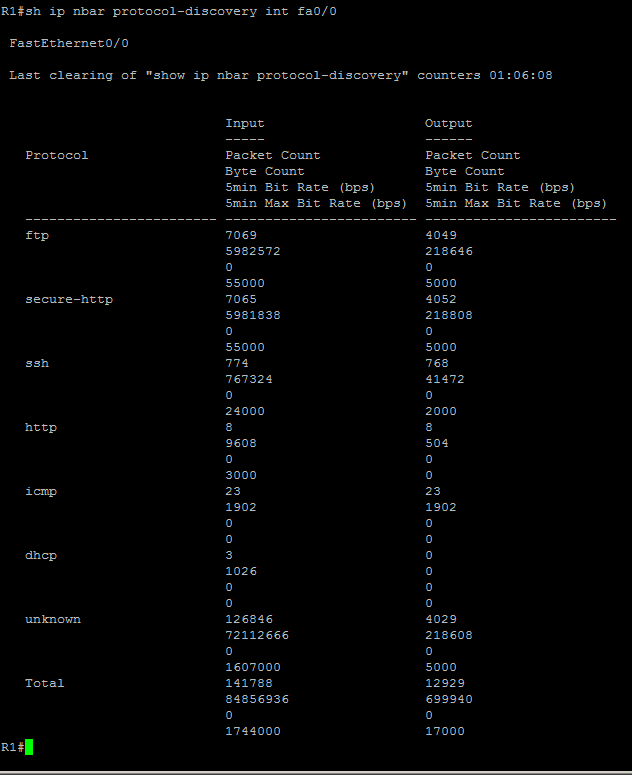 R1#sh ip nbar protocol-discovery int fa0/0
FastEthernet0/0
Last clearing of "show ip nbar protocol-discovery" counters 01:06:08
Input Output
----- ------
Protocol Packet Count Packet Count
Byte Count Byte Count
5min Bit Rate (bps) 5min Bit Rate (bps)
5min Max Bit Rate (bps) 5min Max Bit Rate (bps)
------------------------ ------------------------ ------------------------
ftp 7069 4049
5982572 218646
0 0
55000 5000
secure-http 7065 4052
5981838 218808
0 0
55000 5000
ssh 774 768
767324 41472
0 0
24000 2000
http 8 8
9608 504
0 0
3000 0
icmp 23 23
1902 1902
0 0
0 0
dhcp 3 0
1026 0
0 0
0 0
unknown 126846 4029
72112666 218608
0 0
1607000 5000
Total 141788 12929
84856936 699940
0 0
1744000 17000
R1#